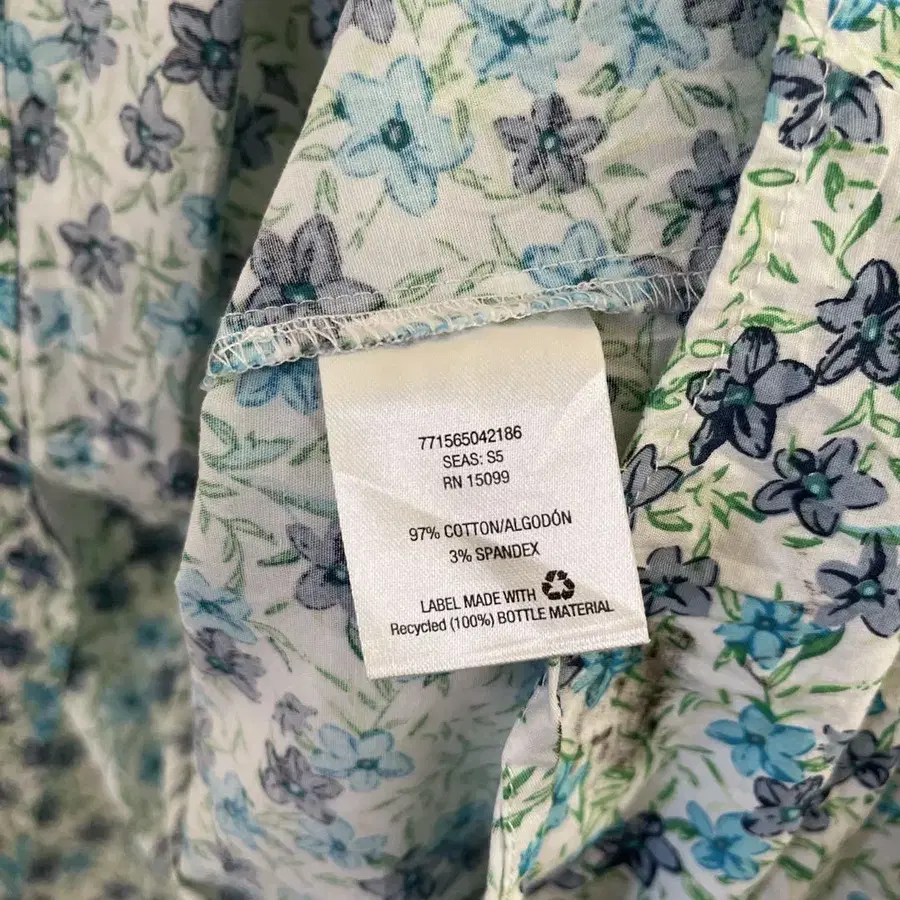 771565042186
SEAS: S5
RN 15099
97% COTTON/ALGODÓN
3% SPANDEX
LABEL MADE WITH
Recycled (100%) BOTTLE MATERIAL